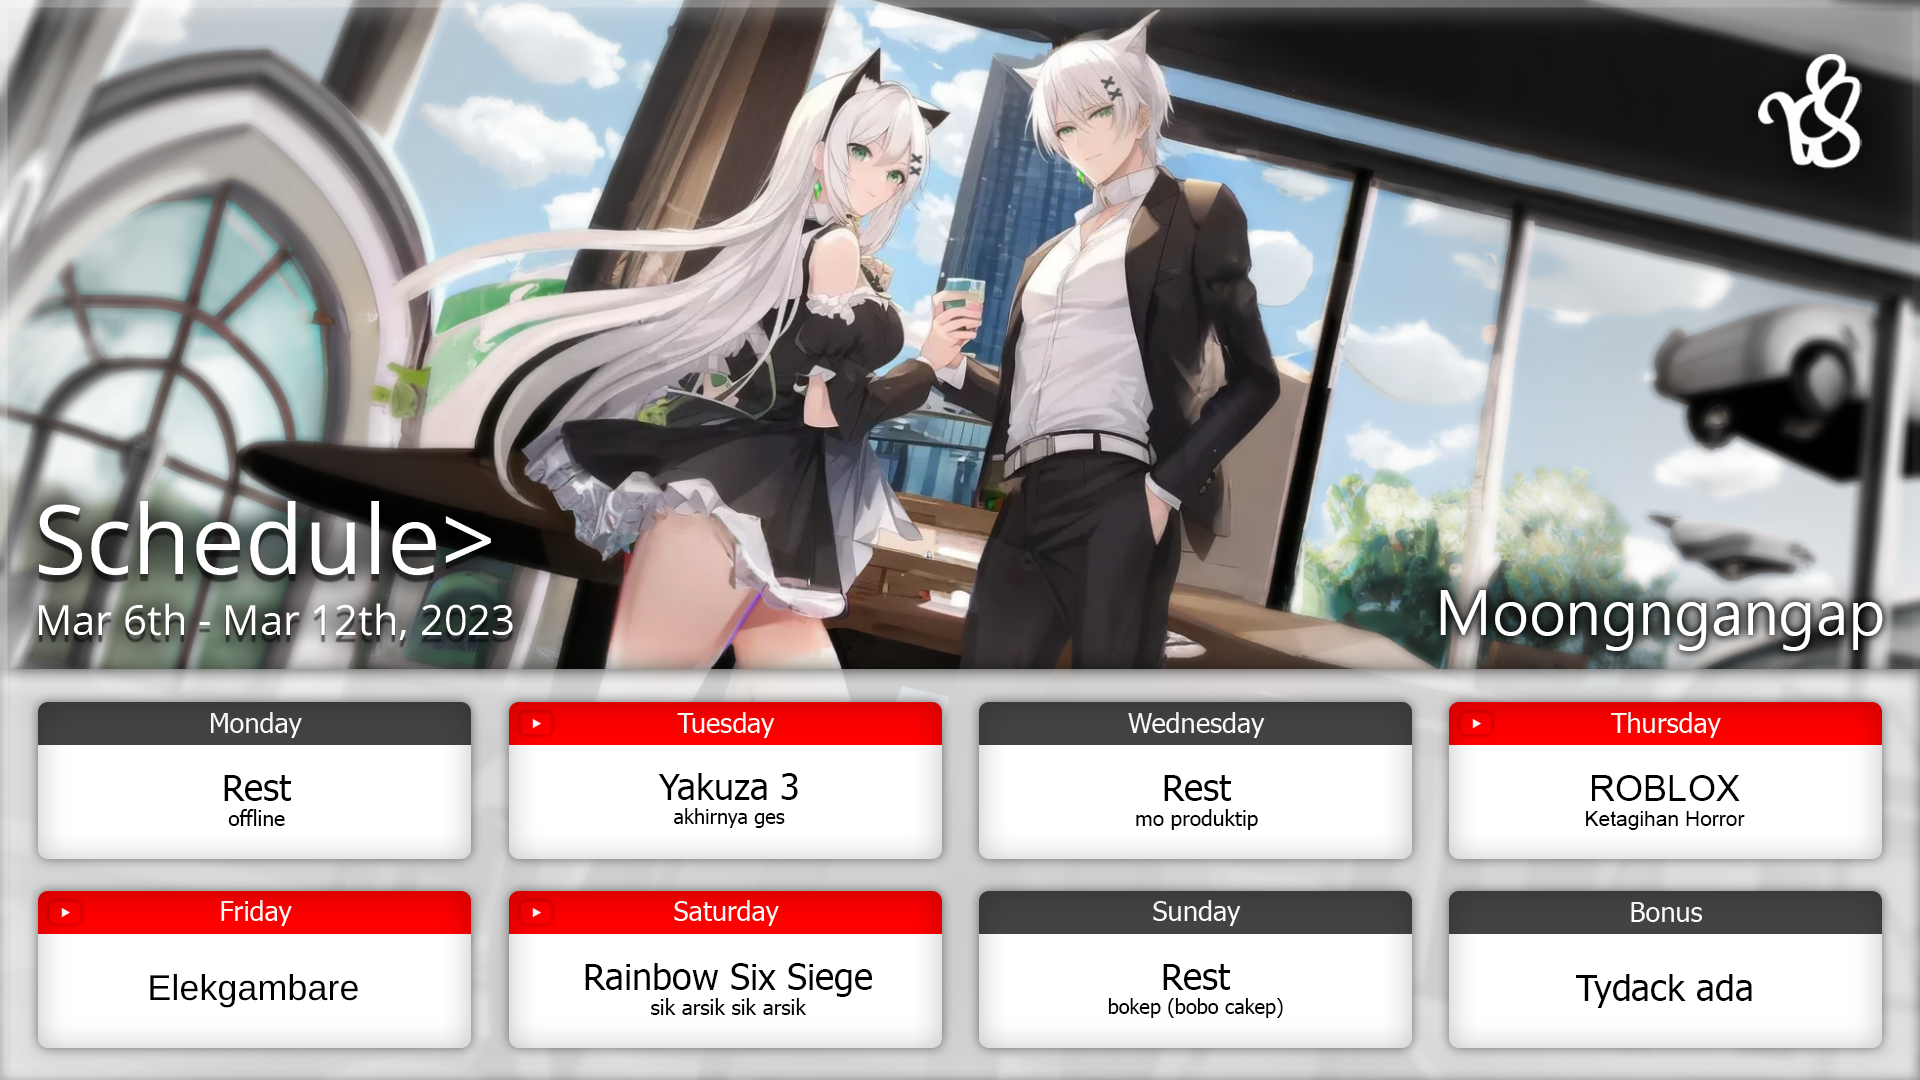 Schedule>
Mar 6th - Mar 12th, 2023
Moongngangap
Monday
Rest
offline
Tuesday
Yakuza 3
akhirnya ges
Wednesday
Rest
mo produktip
Thursday
ROBLOX
Ketagihan Horror
Friday
Elekgambare
Saturday
Rainbow Six Siege
sik arsik sik arsik
Sunday
Rest
bokep (bobo cakep)
Bonus
Tydack ada